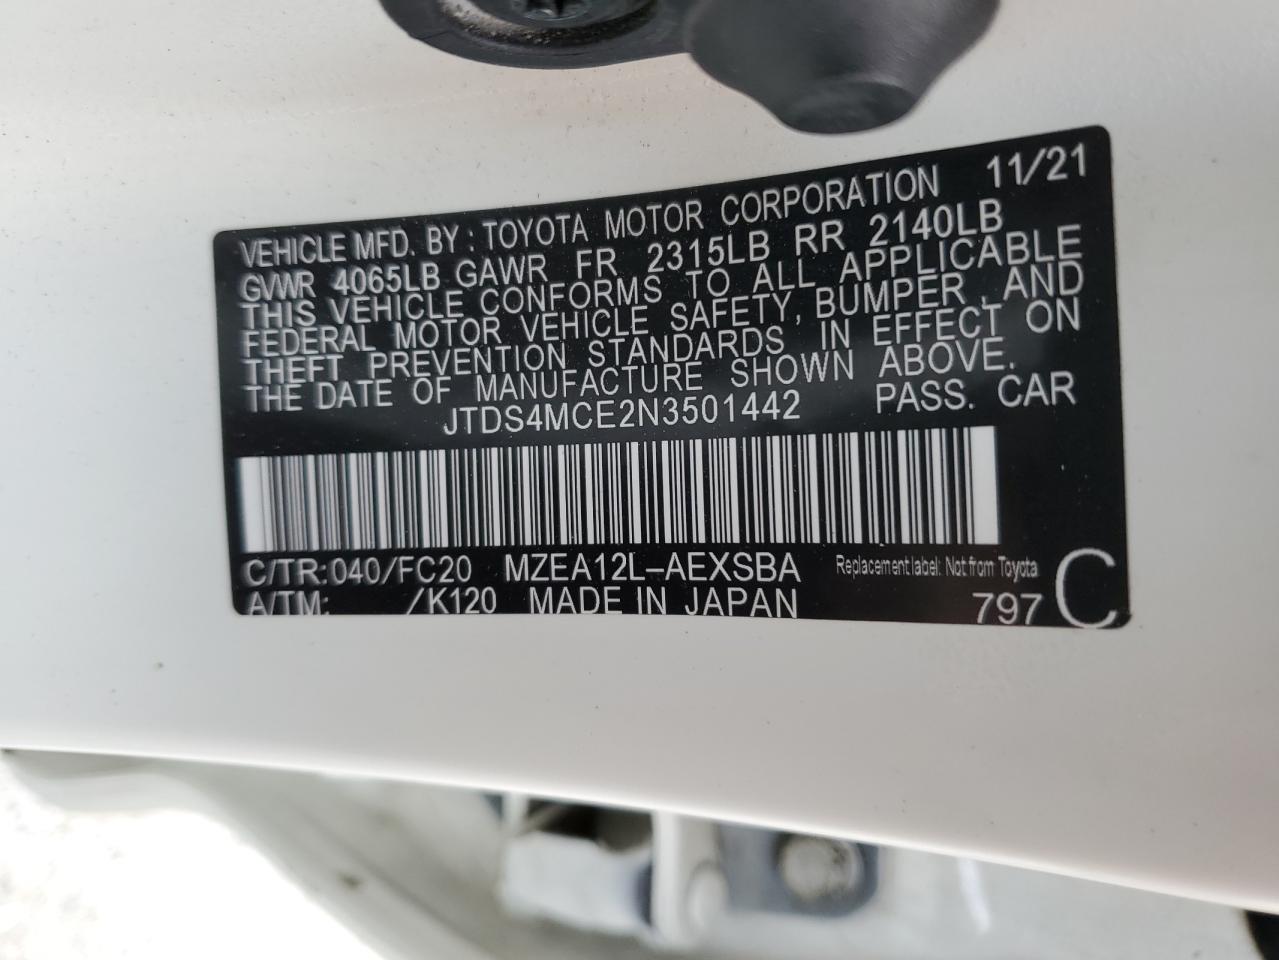 VEHICLE MFD. BY : TOYOTA MOTOR CORPORATION 11/21
GVWR 4065LB GAWR FR 2315LB RR 2140LB
THIS VEHICLE CONFORMS TO ALL APPLICABLE
FEDERAL MOTOR VEHICLE SAFETY, BUMPER, AND
THEFT PREVENTION STANDARDS IN EFFECT ON
THE DATE OF MANUFACTURE SHOWN ABOVE.
JTDS4MCE2N3501442 PASS. CAR
C/TR: 040/FC20 MZEA12L-AEXSBA Replacement label: Not from Toyota
A/TM: /K120 MADE IN JAPAN 797 C